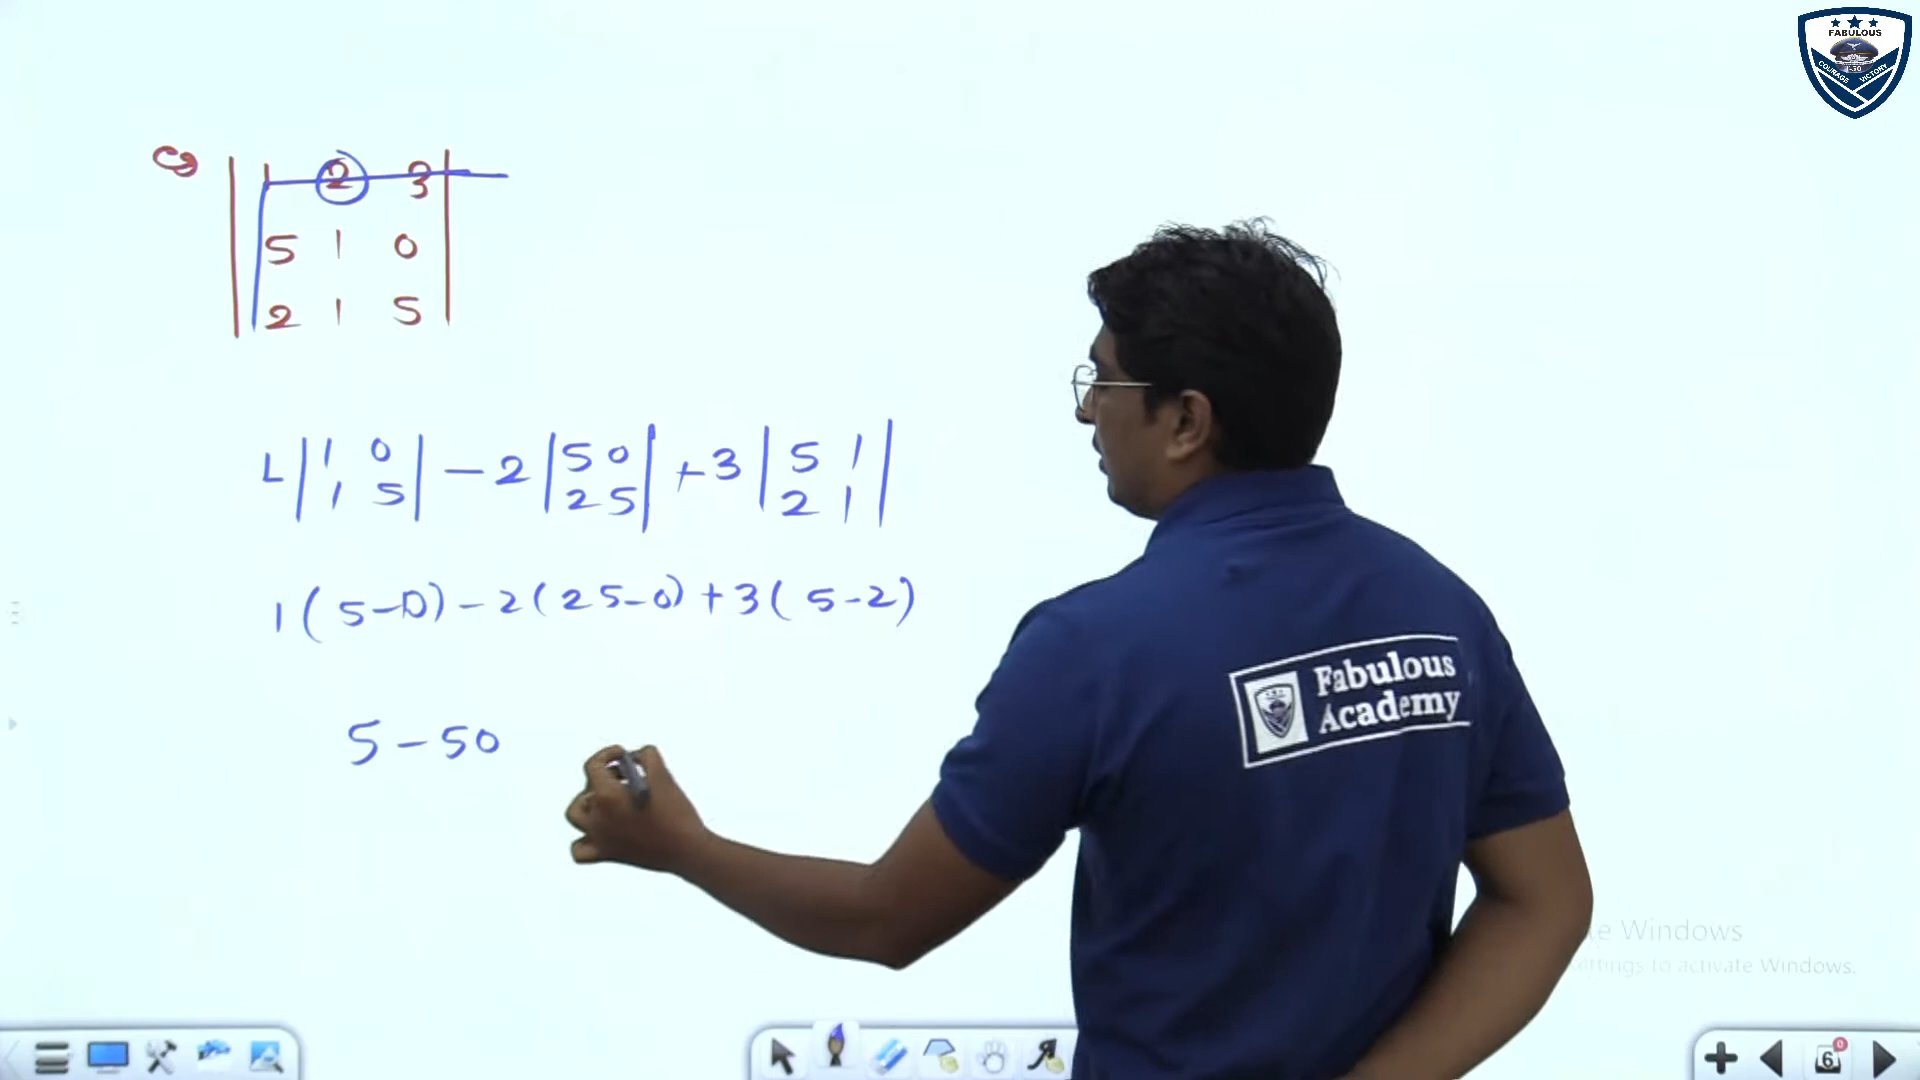 1 2 3
5 1 0
2 1 5
1 | 1 0 | - 2 | 5 0 | + 3 | 5 1 |
| 1 5 | | 2 5 | | 2 1 |
1 ( 5-0) - 2 ( 25-0) + 3 ( 5-2)
5 - 50
FABULOUS
COURAGE VICTORY
Fabulous
Academy
Windows
settings to activate Windows.
6
0